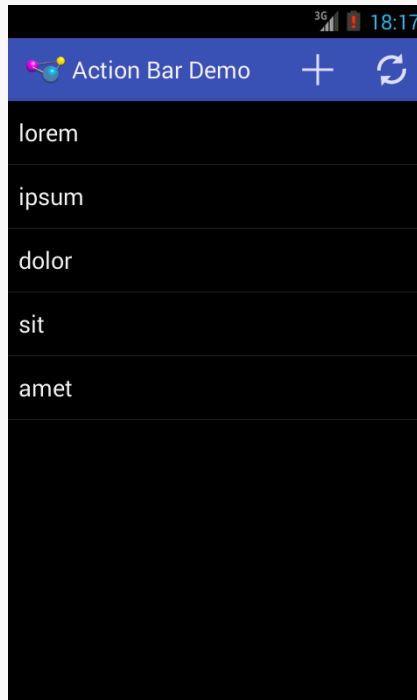 3G 18:17
Action Bar Demo
lorem
ipsum
dolor
sit
amet